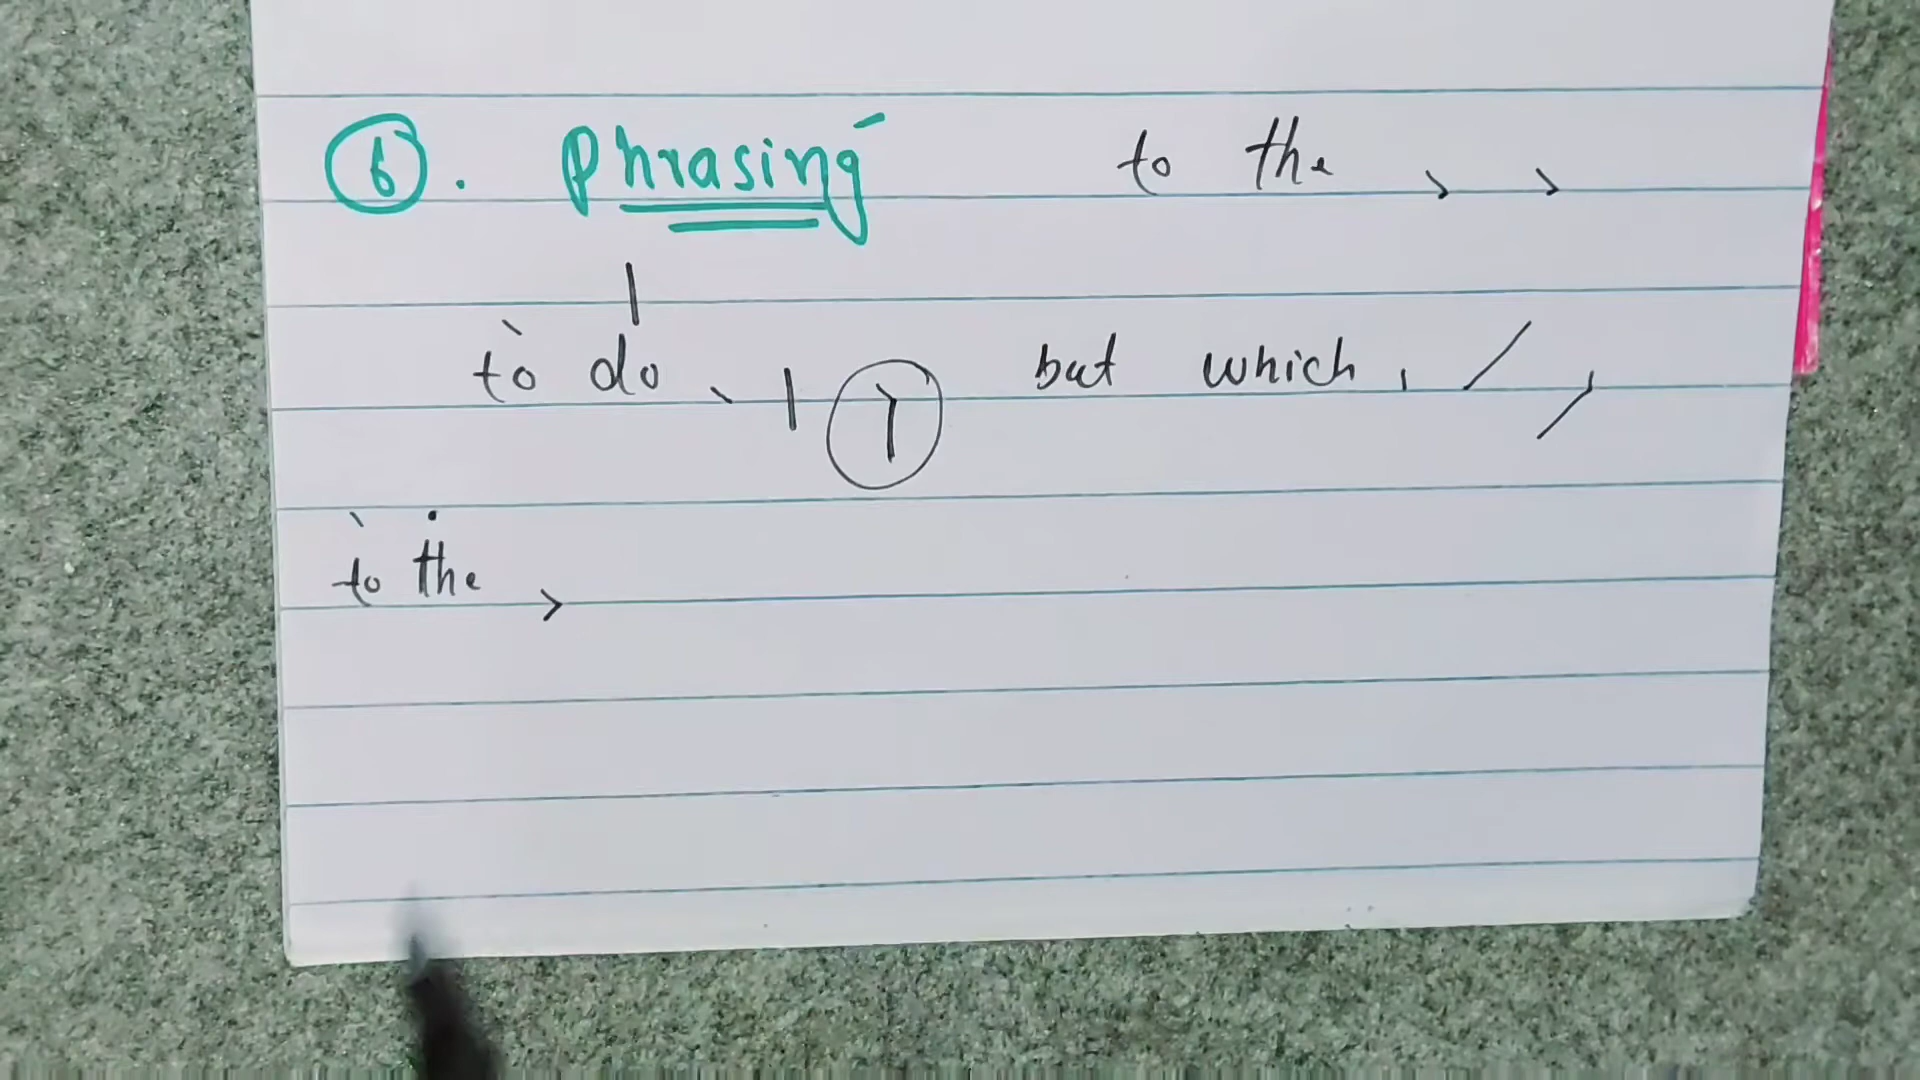 6. Phrasing to the
to do but which,
to the